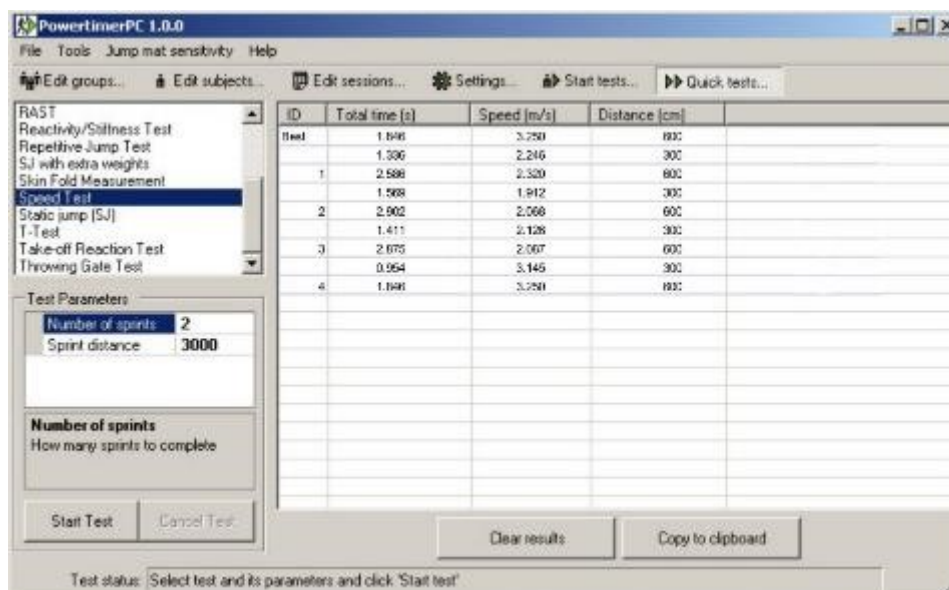 PowertimerPC 1.0.0
File Tools Jump mat sensitivity Help
Edit groups... Edit subjects... Edit sessions... Settings... Start tests... Quick tests...
RAST
Reactivity/Stiffness Test
Repetitive Jump Test
SJ with extra weights
Skin Fold Measurement
Speed Test
Static jump (SJ)
T-Test
Take-off Reaction Test
Throwing Gate Test
Test Parameters
Number of sprints 2
Sprint distance 3000
Number of sprints
How many sprints to complete
Start Test Cancel Test
ID Total time [s] Speed [m/s] Distance [cm]
Best 1.846 3.250 600
1.336 2.246 300
1 2.586 2.320 600
1.569 1.912 300
2 2.902 2.068 600
1.411 2.126 300
3 2.875 2.087 600
0.954 3.145 300
4 1.846 3.250 600
Clear results Copy to clipboard
Test status: Select test and its parameters and click 'Start test'